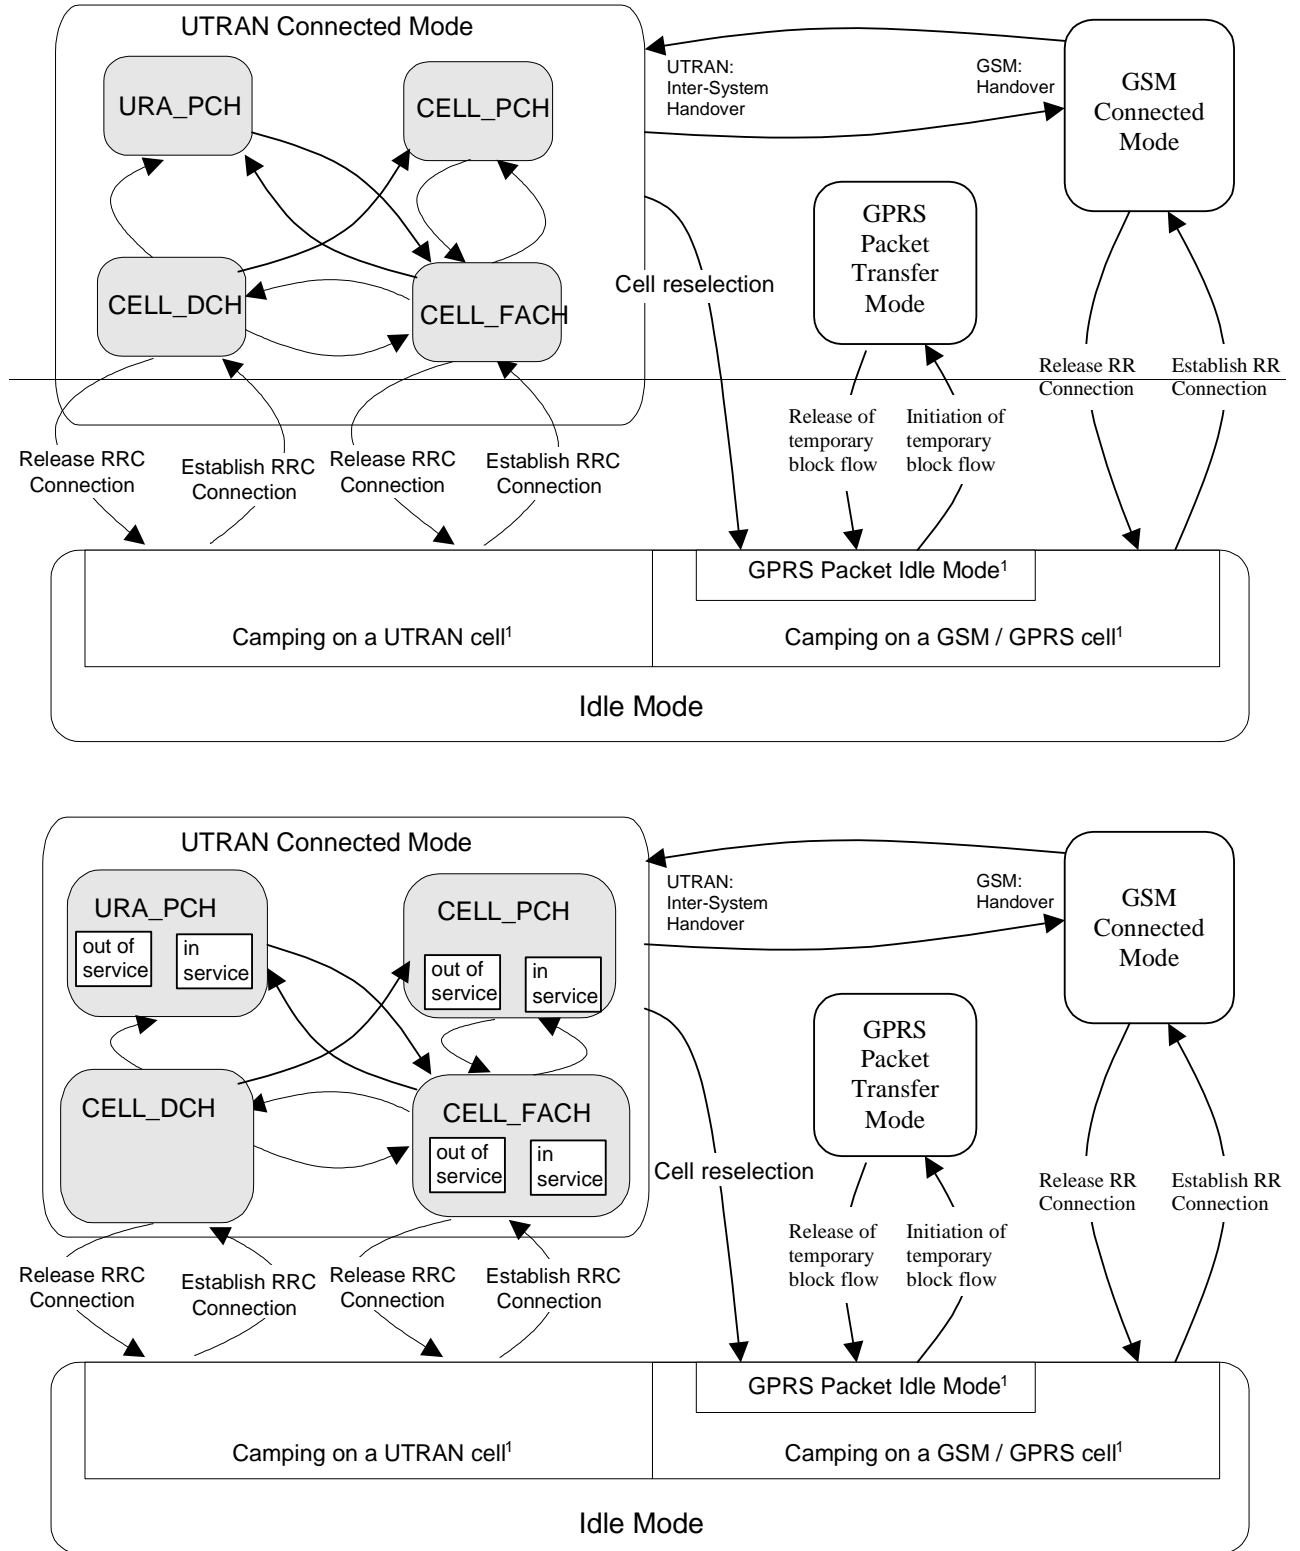 UTRAN Connected Mode
URA_PCH
CELL_PCH
CELL_DCH
CELL_FACH
UTRAN:
Inter-System
Handover
GSM:
Handover
GSM
Connected
Mode
GPRS
Packet
Transfer
Mode
Cell reselection
Release RR
Connection
Establish RR
Connection
Release of
temporary
block flow
Initiation of
temporary
block flow
Release RRC
Connection
Establish RRC
Connection
Release RRC
Connection
Establish RRC
Connection
GPRS Packet Idle Mode¹
Camping on a UTRAN cell¹
Camping on a GSM / GPRS cell¹
Idle Mode
UTRAN Connected Mode
URA_PCH
out of
service
in
service
CELL_PCH
out of
service
in
service
CELL_DCH
CELL_FACH
out of
service
in
service
UTRAN:
Inter-System
Handover
GSM:
Handover
GSM
Connected
Mode
GPRS
Packet
Transfer
Mode
Cell reselection
Release RR
Connection
Establish RR
Connection
Release of
temporary
block flow
Initiation of
temporary
block flow
Release RRC
Connection
Establish RRC
Connection
Release RRC
Connection
Establish RRC
Connection
GPRS Packet Idle Mode¹
Camping on a UTRAN cell¹
Camping on a GSM / GPRS cell¹
Idle Mode